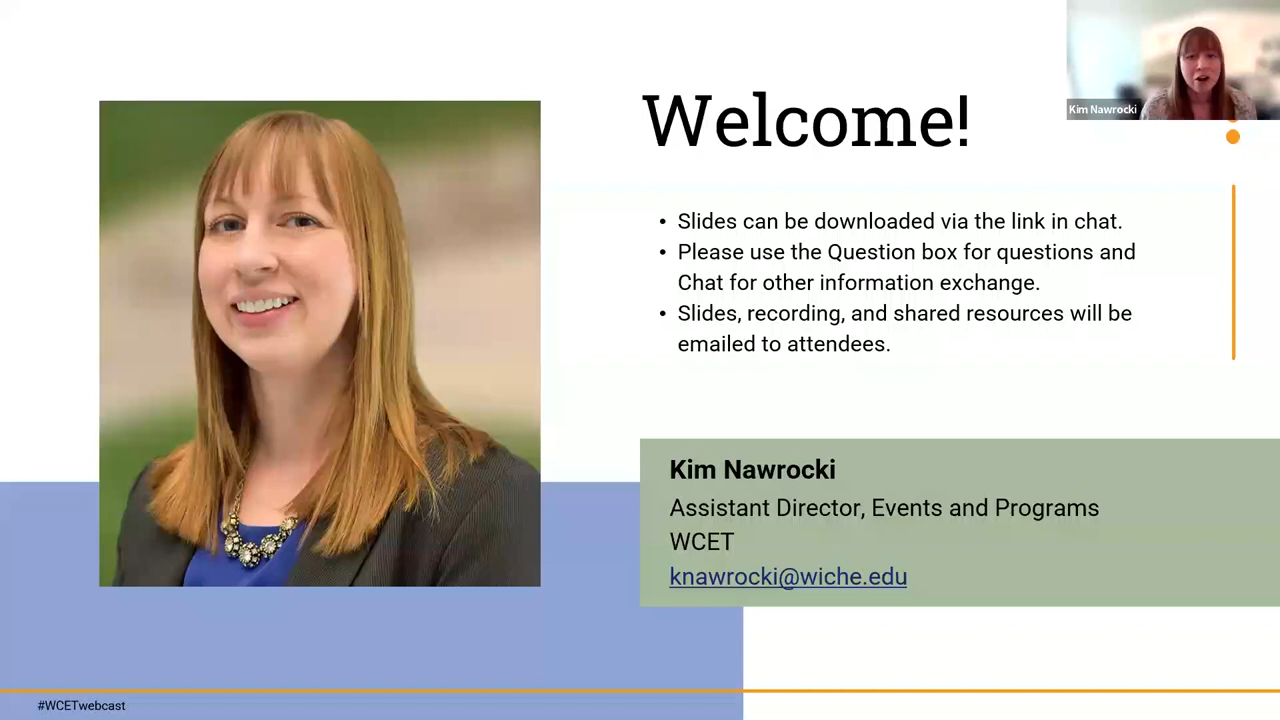 Kim Nawrocki
Welcome!
• Slides can be downloaded via the link in chat.
• Please use the Question box for questions and
Chat for other information exchange.
• Slides, recording, and shared resources will be
emailed to attendees.
Kim Nawrocki
Assistant Director, Events and Programs
WCET
knawrocki@wiche.edu
#WCETwebcast